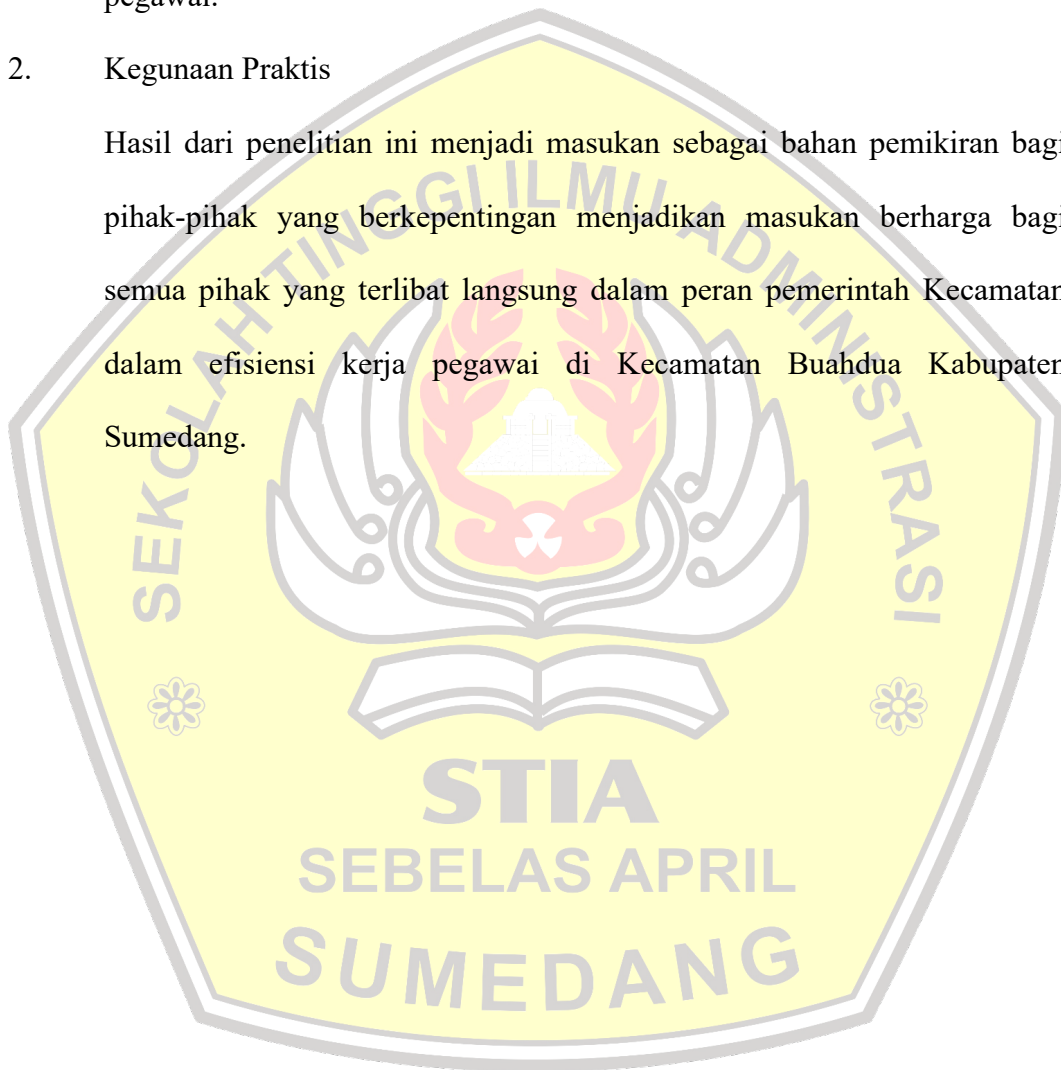 pegawai.
2. Kegunaan Praktis
Hasil dari penelitian ini menjadi masukan sebagai bahan pemikiran bagi
pihak-pihak yang berkepentingan menjadikan masukan berharga bagi
semua pihak yang terlibat langsung dalam peran pemerintah Kecamatan
dalam efisiensi kerja pegawai di Kecamatan Buahdua Kabupaten
Sumedang.
SEKOLAH TINGGI ILMU ADMINISTRASI
STIA
SEBELAS APRIL
SUMEDANG